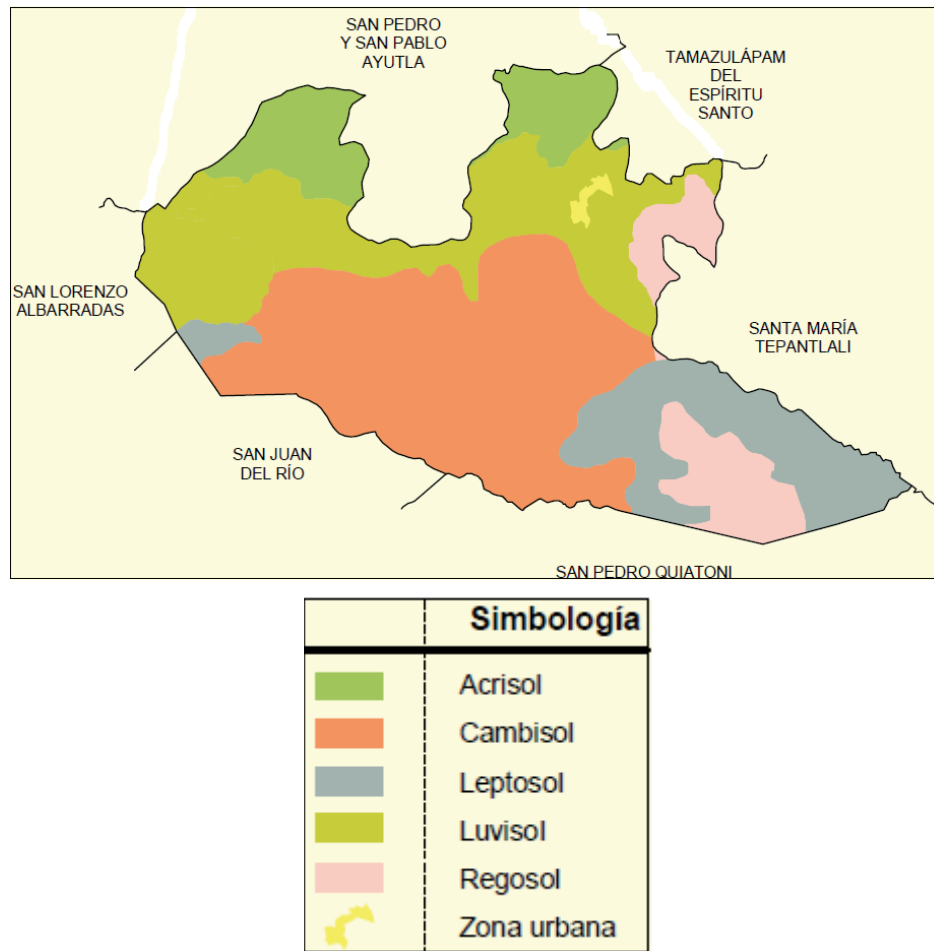 SAN PEDRO
Y SAN PABLO
AYUTLA
TAMAZULÁPAM
DEL
ESPÍRITU
SANTO
SAN LORENZO
ALBARRADAS
SANTA MARÍA
TEPANTLALI
SAN JUAN
DEL RÍO
SAN PEDRO QUIATONI
Simbología
Acrisol
Cambisol
Leptosol
Luvisol
Regosol
Zona urbana